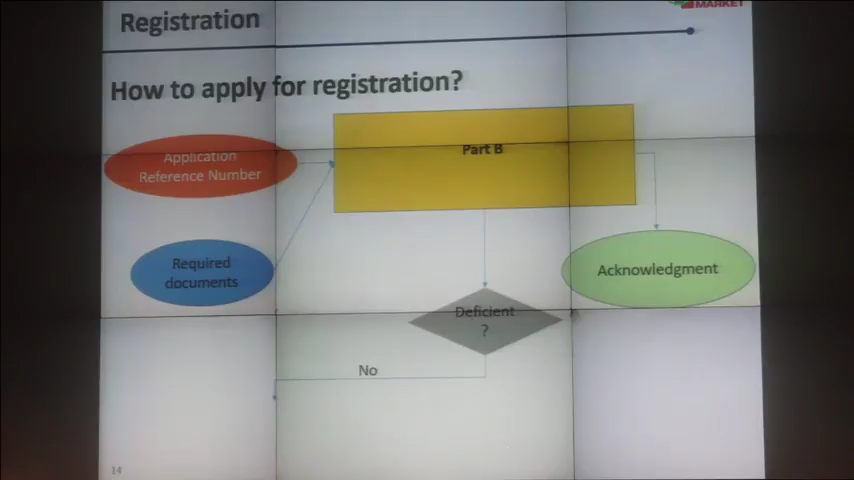 Registration
MARKET
How to apply for registration?
Application
Reference Number
Part B
Required
documents
Acknowledgment
Deficient
?
No
14